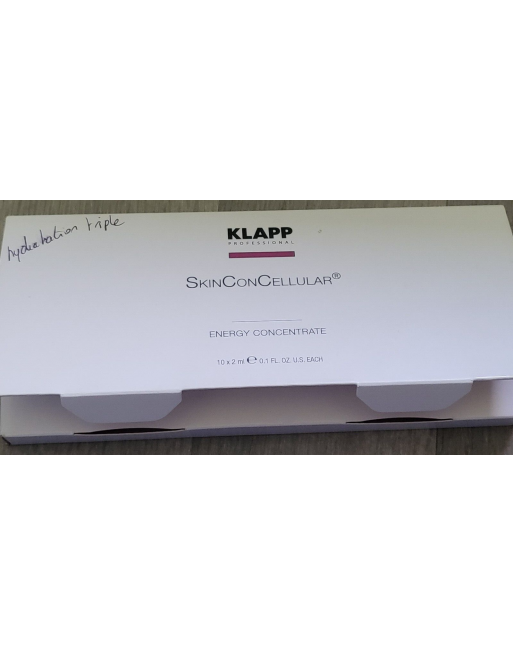 hydratation triple
KLAPP
PROFESSIONAL
SKINCONCELLULAR®
ENERGY CONCENTRATE
10 x 2 ml ℮ 0.1 FL. OZ. U.S. EACH